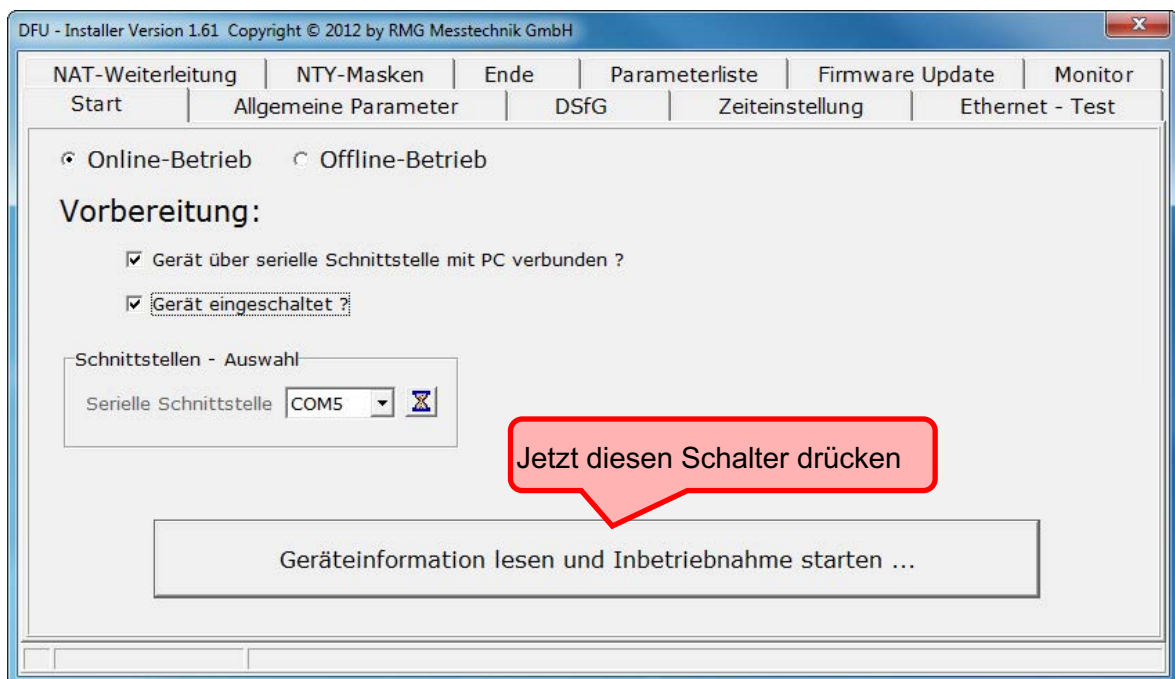 DFU - Installer Version 1.61 Copyright © 2012 by RMG Messtechnik GmbH
NAT-Weiterleitung NTY-Masken Ende Parameterliste Firmware Update Monitor
Start Allgemeine Parameter DSfG Zeiteinstellung Ethernet - Test
Online-Betrieb Offline-Betrieb
Vorbereitung:
Gerät über serielle Schnittstelle mit PC verbunden ?
Gerät eingeschaltet ?
Schnittstellen - Auswahl
Serielle Schnittstelle COM5
Jetzt diesen Schalter drücken
Geräteinformation lesen und Inbetriebnahme starten ...